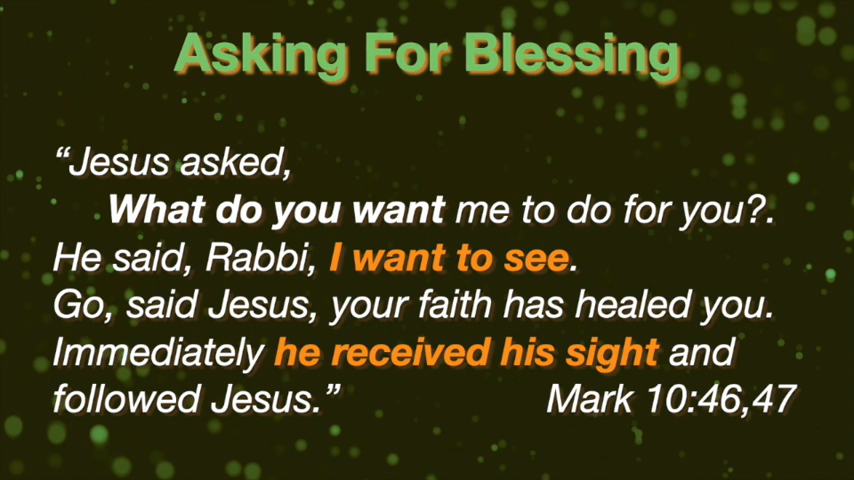 Asking For Blessing
“Jesus asked,
What do you want me to do for you?.
He said, Rabbi, I want to see.
Go, said Jesus, your faith has healed you.
Immediately he received his sight and
followed Jesus.” Mark 10:46,47